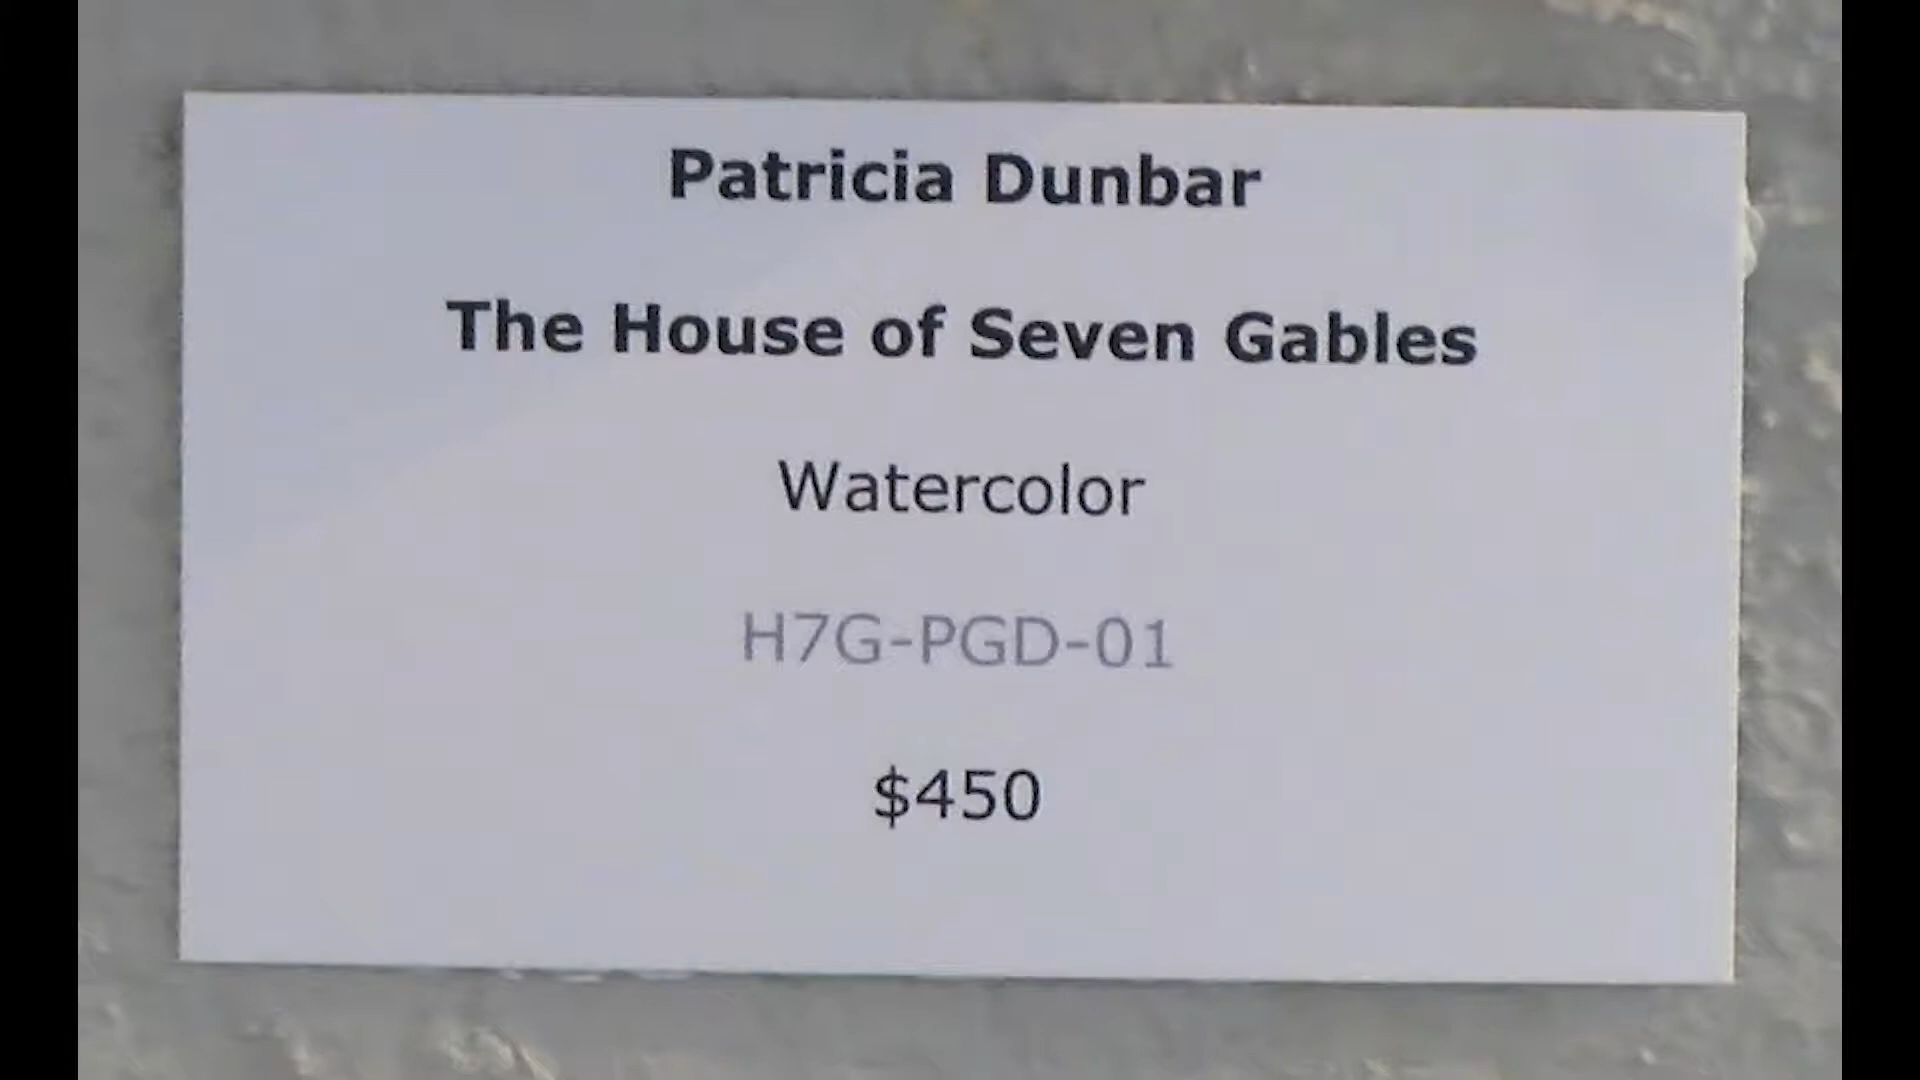 Patricia Dunbar
The House of Seven Gables
Watercolor
H7G-PGD-01
$450